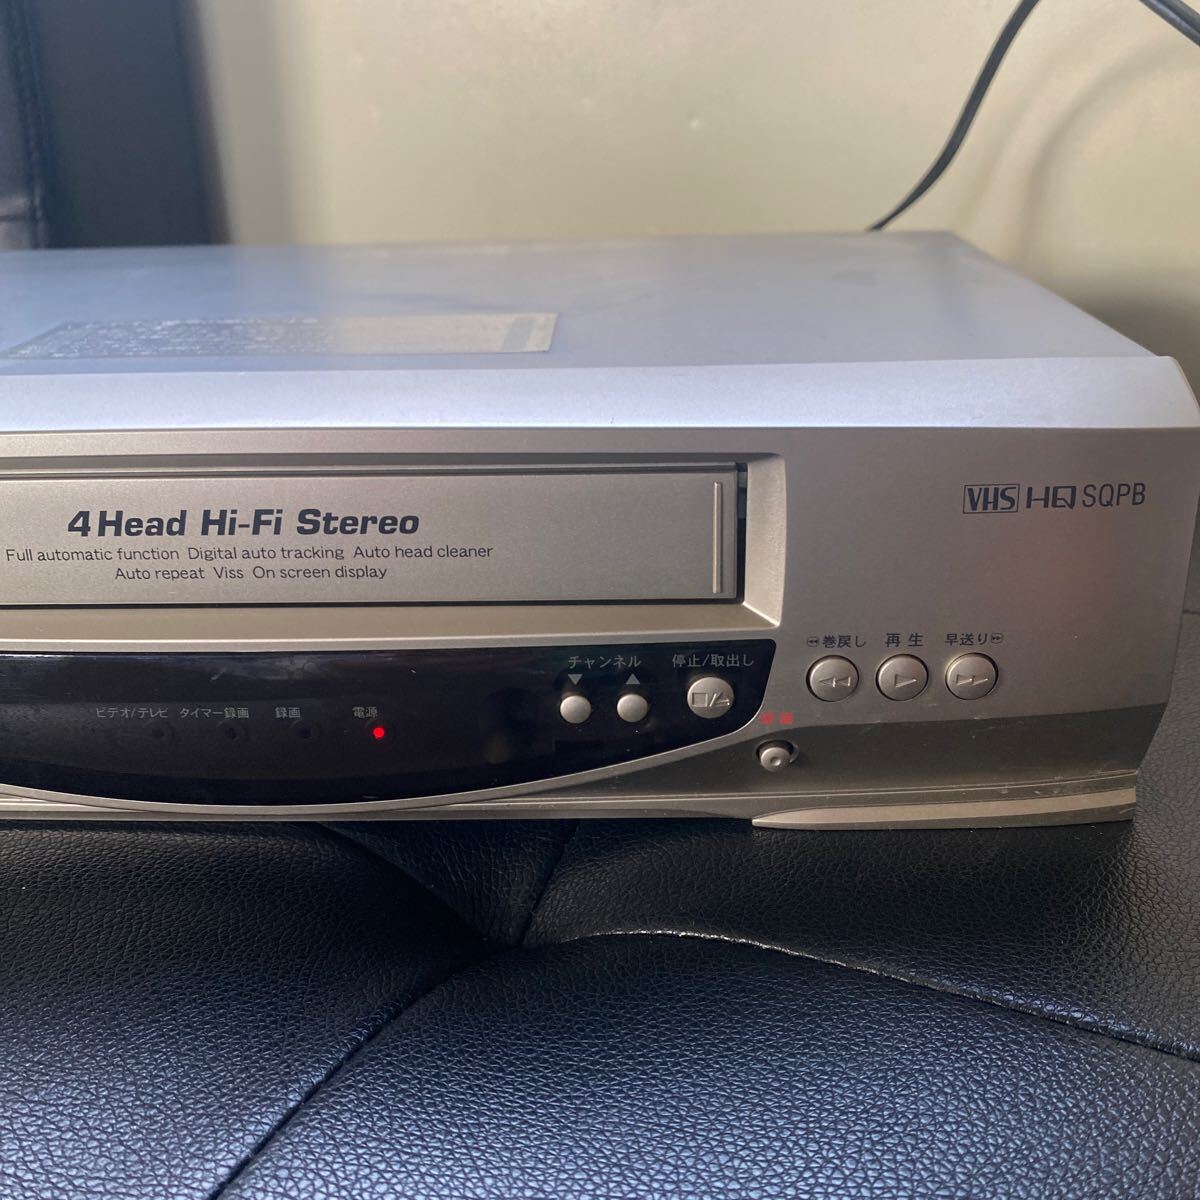 4 Head Hi-Fi Stereo
Full automatic function Digital auto tracking Auto head cleaner
Auto repeat Viss On screen display
VHS HQ SQPB
巻戻し 再生 早送り
チャンネル 停止/取出し
ビデオ/テレビ タイマー録画 録画 電源
録画